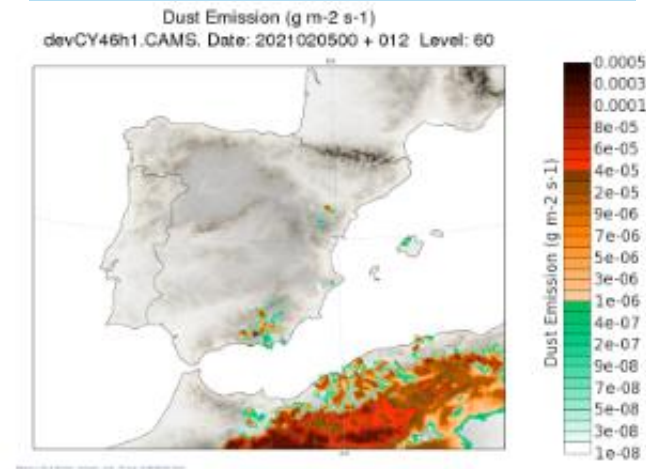 Dust Emission (g m-2 s-1)
devCY46h1.CAMS. Date: 2021020500 + 012 Level: 60
0.0005
0.0003
0.0001
8e-05
6e-05
4e-05
2e-05
9e-06
7e-06
5e-06
3e-06
1e-06
4e-07
2e-07
9e-08
7e-08
5e-08
3e-08
1e-08
Dust Emission (g m-2 s-1)